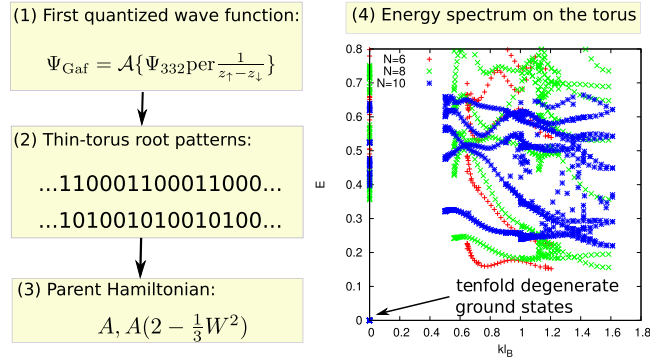 (1) First quantized wave function:
Ψ_Gaf = 𝒜{Ψ_332 per 1/(z↑−z↓)}
(2) Thin-torus root patterns:
...110001100011000...
...101001010010100...
(3) Parent Hamiltonian:
A, A(2 − 1/3 W²)
(4) Energy spectrum on the torus
N=6
N=8
N=10
0.8
0.7
0.6
0.5
0.4
0.3
0.2
0.1
0
E
tenfold degenerate
ground states
0 0.2 0.4 0.6 0.8 1 1.2 1.4 1.6 1.8
kl_B